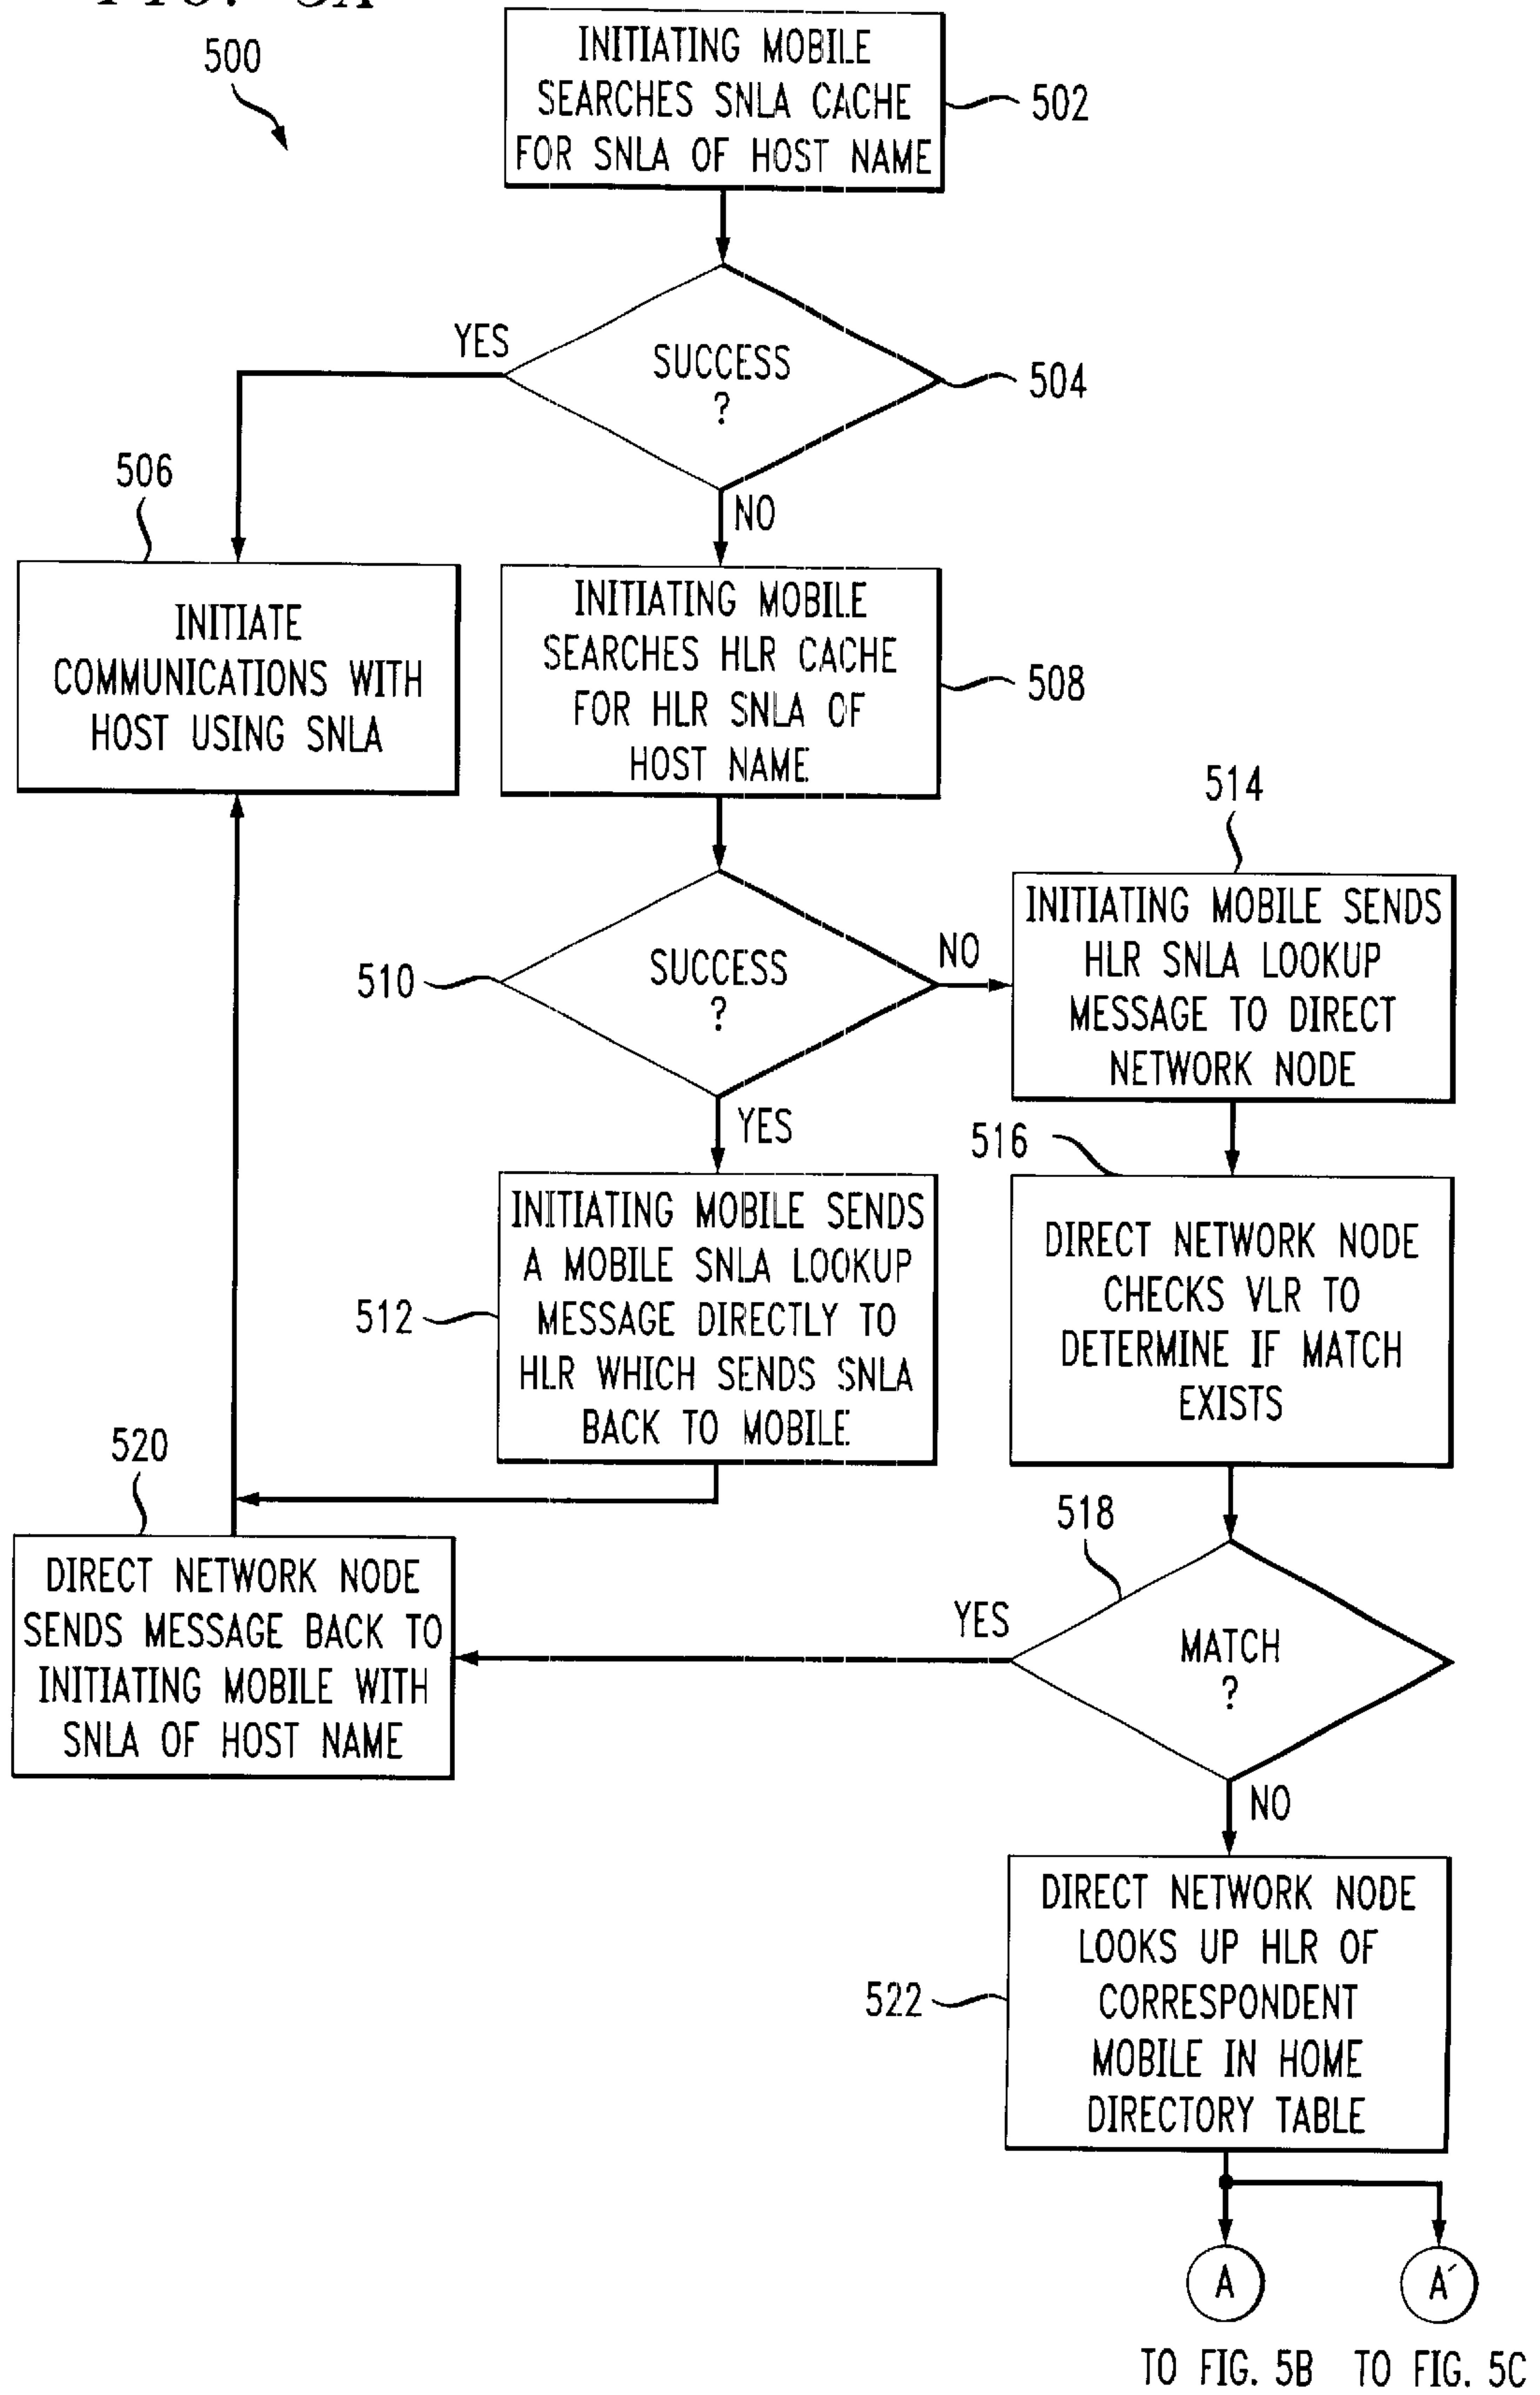 500
INITIATING MOBILE
SEARCHES SNLA CACHE
FOR SNLA OF HOST NAME
502
YES
SUCCESS
?
504
NO
506
INITIATE
COMMUNICATIONS WITH
HOST USING SNLA
INITIATING MOBILE
SEARCHES HLR CACHE
FOR HLR SNLA OF
HOST NAME
508
510
SUCCESS
?
NO
YES
514
INITIATING MOBILE SENDS
HLR SNLA LOOKUP
MESSAGE TO DIRECT
NETWORK NODE
512
INITIATING MOBILE SENDS
A MOBILE SNLA LOOKUP
MESSAGE DIRECTLY TO
HLR WHICH SENDS SNLA
BACK TO MOBILE
516
DIRECT NETWORK NODE
CHECKS VLR TO
DETERMINE IF MATCH
EXISTS
520
DIRECT NETWORK NODE
SENDS MESSAGE BACK TO
INITIATING MOBILE WITH
SNLA OF HOST NAME
518
YES
MATCH
?
NO
522
DIRECT NETWORK NODE
LOOKS UP HLR OF
CORRESPONDENT
MOBILE IN HOME
DIRECTORY TABLE
A
A´
TO FIG. 5B
TO FIG. 5C